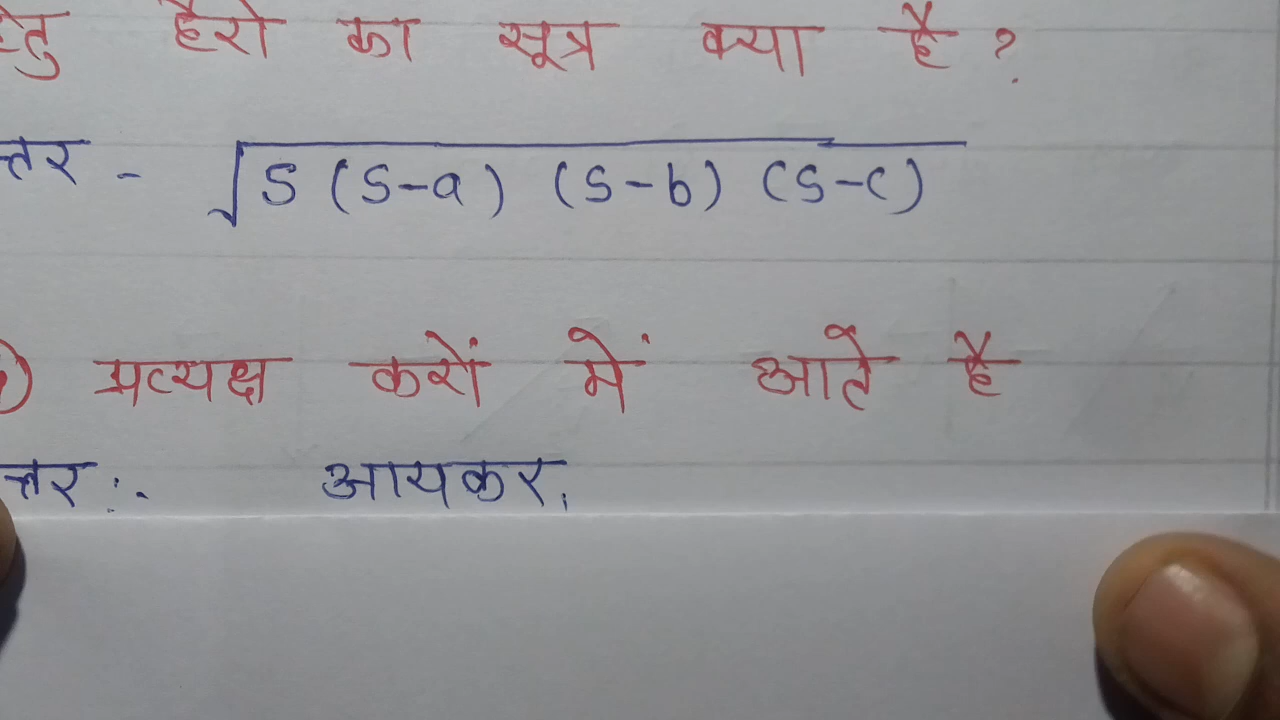 हेतु हैरो का सूत्र क्या है ?
त्तर - √S (S-a) (S-b) (S-c)
प्रत्यक्ष करों में आते है
त्तर :- आयकर,